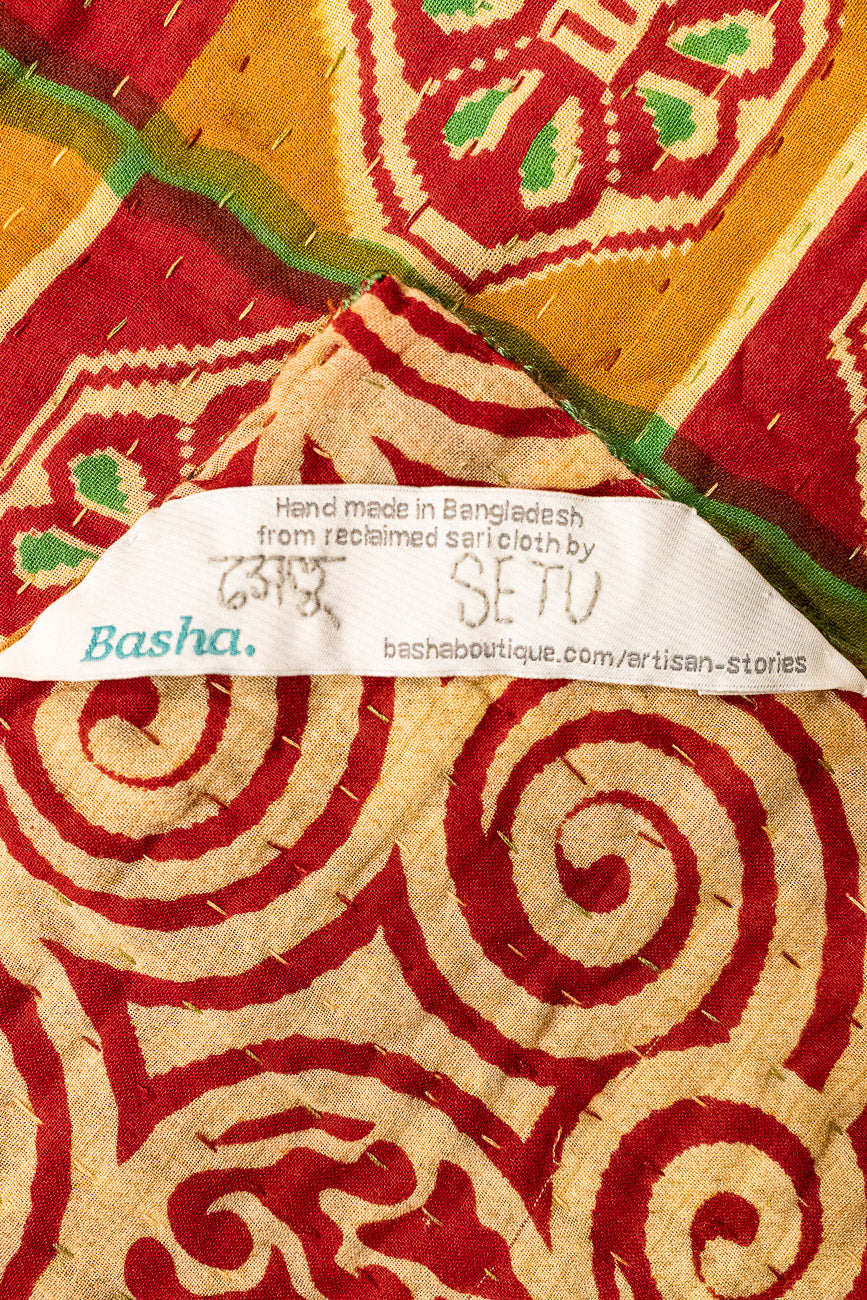 Hand made in Bangladesh
from reclaimed sari cloth by
SETU
Basha.
bashaboutique.com/artisan-stories